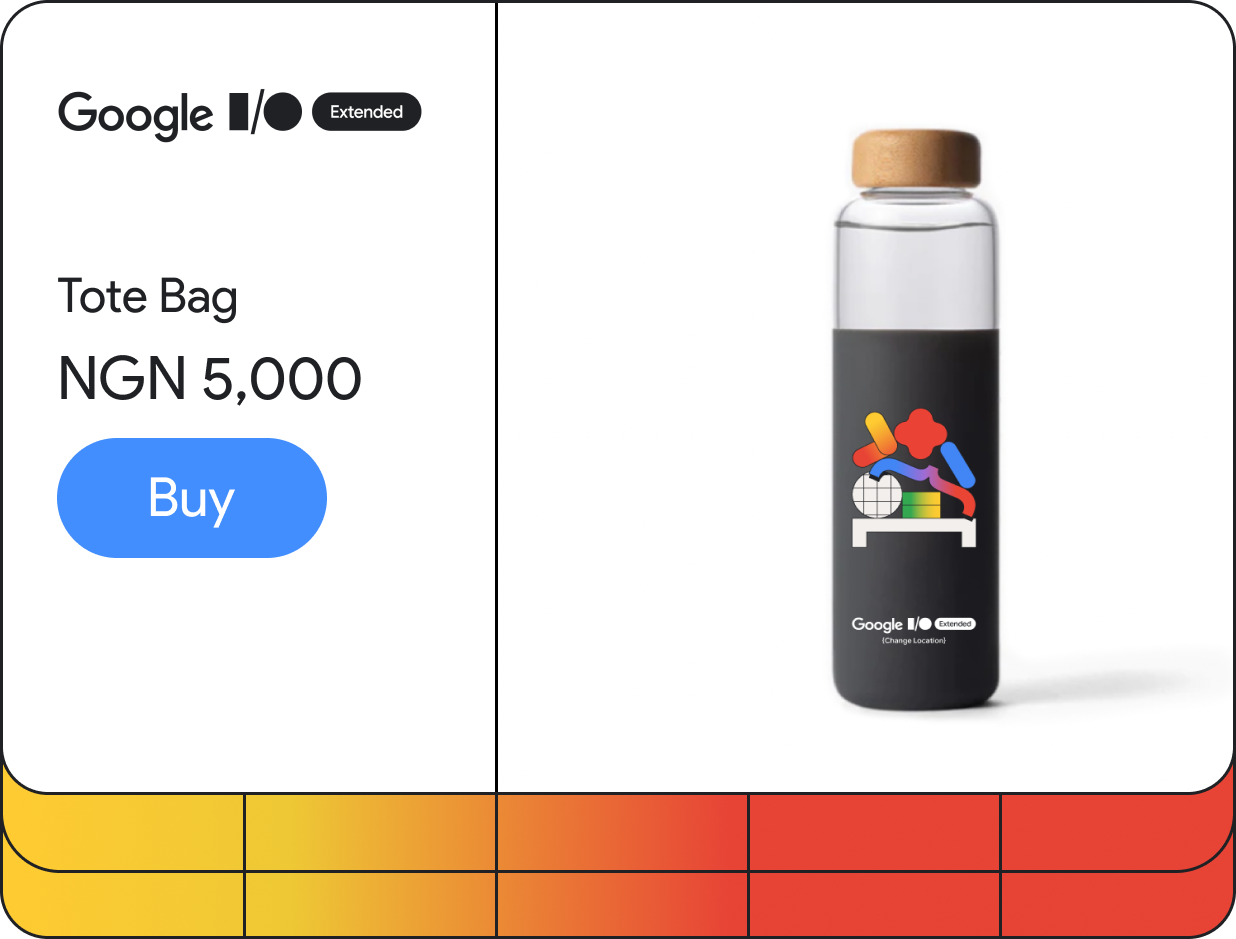 Google I/O Extended
Tote Bag
NGN 5,000
Buy
Google I/O Extended
{Change Location}